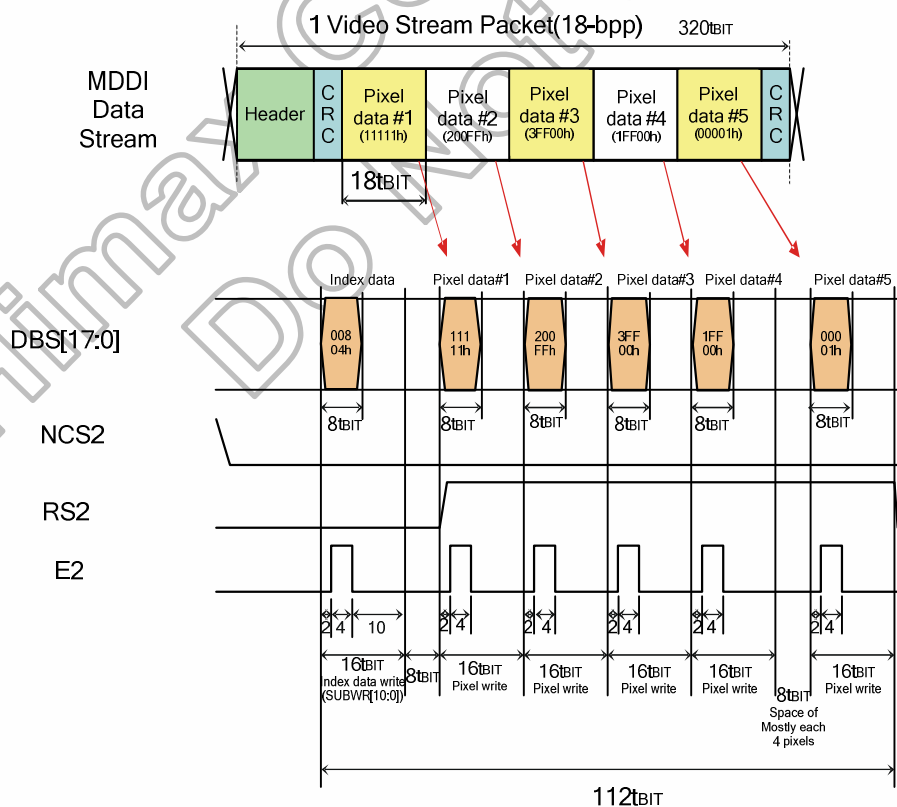 1 Video Stream Packet(18-bpp)
320tBIT
MDDI
Data
Stream
Header
C
R
C
Pixel
data #1
(11111h)
Pixel
data #2
(200FFh)
Pixel
data #3
(3FF00h)
Pixel
data #4
(1FF00h)
Pixel
data #5
(00001h)
C
R
C
18tBIT
Index data
Pixel data#1
Pixel data#2
Pixel data#3
Pixel data#4
Pixel data#5
DBS[17:0]
008
04h
111
11h
200
FFh
3FF
00h
1FF
00h
000
01h
8tBIT
8tBIT
8tBIT
8tBIT
8tBIT
8tBIT
NCS2
RS2
E2
2 4 10
2 4
2 4
2 4
2 4
2 4
16tBIT
Index data write
(SUBWR[10:0])
8tBIT
16tBIT
Pixel write
16tBIT
Pixel write
16tBIT
Pixel write
16tBIT
Pixel write
8tBIT
Space of
Mostly each
4 pixels
16tBIT
Pixel write
112tBIT
Himax Co
Do Not